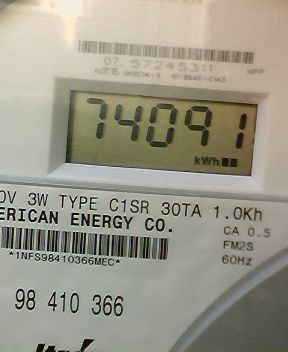 07 57245311
74091
kWh
0V 3W TYPE C1SR 30TA 1.0Kh
ERICAN ENERGY CO.
CA 0.5
FM2S
*1NFS98410366MEC*
60Hz
98 410 366